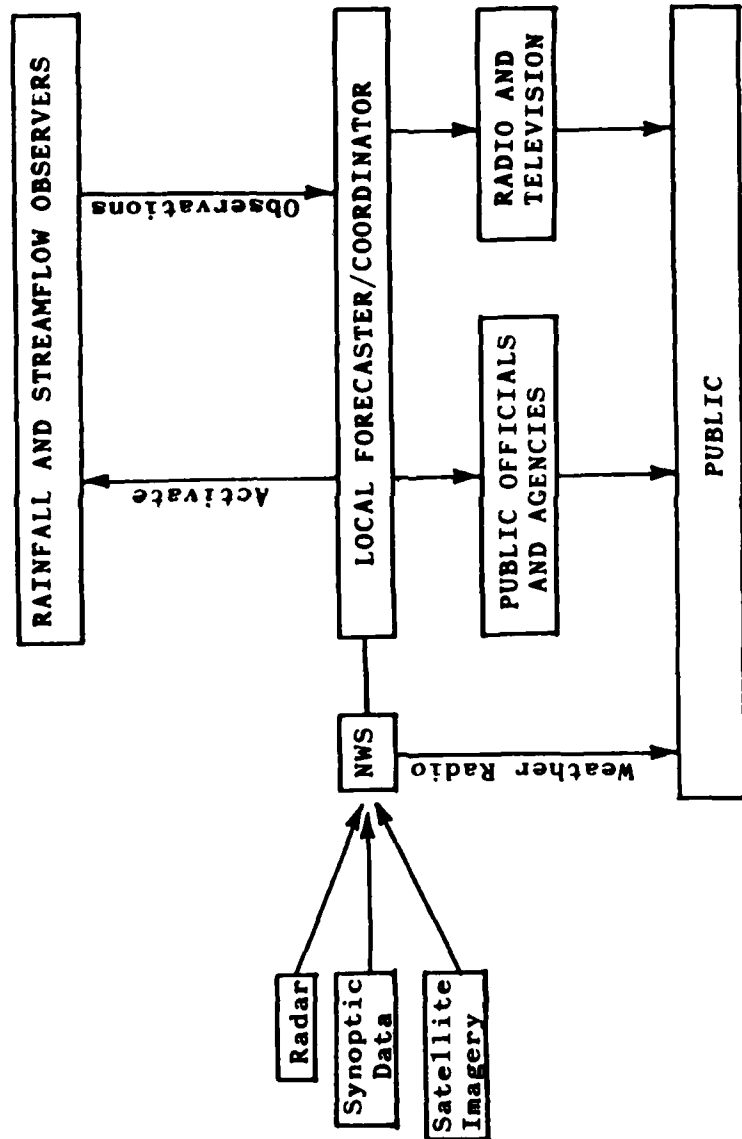 RAINFALL AND STREAMFLOW OBSERVERS
Activate
Observations
Radar
Synoptic
Data
Satellite
Imagery
NWS
LOCAL FORECASTER/COORDINATOR
Weather Radio
PUBLIC OFFICIALS
AND AGENCIES
RADIO AND
TELEVISION
PUBLIC